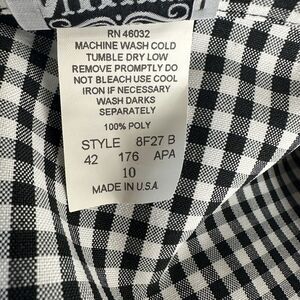 RN 46032
MACHINE WASH COLD
TUMBLE DRY LOW
REMOVE PROMPTLY DO
NOT BLEACH USE COOL
IRON IF NECESSARY
WASH DARKS
SEPARATELY
100% POLY
STYLE 8F27 B
42 176 APA
10
MADE IN U.S.A.